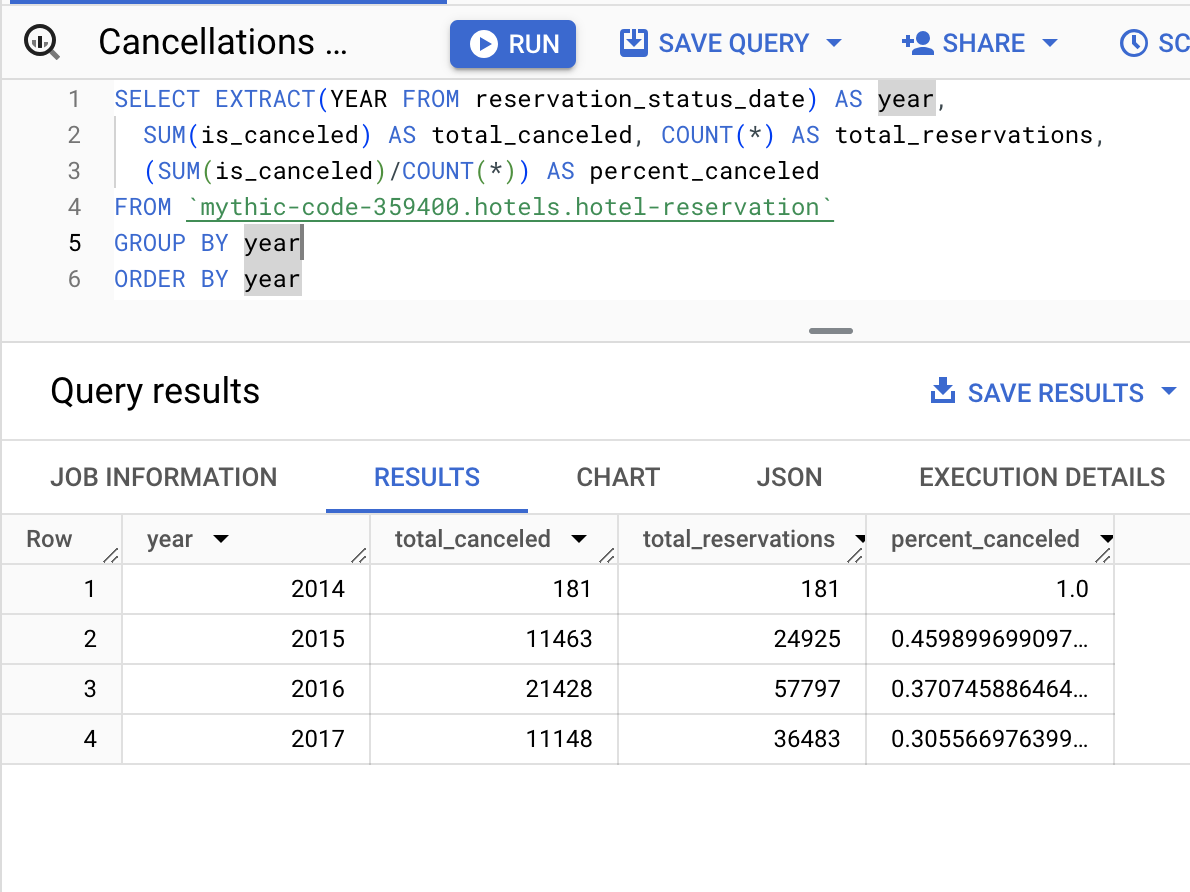 Cancellations ... RUN SAVE QUERY SHARE SC
1 SELECT EXTRACT(YEAR FROM reservation_status_date) AS year,
2 SUM(is_canceled) AS total_canceled, COUNT(*) AS total_reservations,
3 (SUM(is_canceled)/COUNT(*)) AS percent_canceled
4 FROM `mythic-code-359400.hotels.hotel-reservation`
5 GROUP BY year
6 ORDER BY year
Query results SAVE RESULTS
JOB INFORMATION RESULTS CHART JSON EXECUTION DETAILS
Row year total_canceled total_reservations percent_canceled
1 2014 181 181 1.0
2 2015 11463 24925 0.459899699097...
3 2016 21428 57797 0.370745886464...
4 2017 11148 36483 0.305566976399...